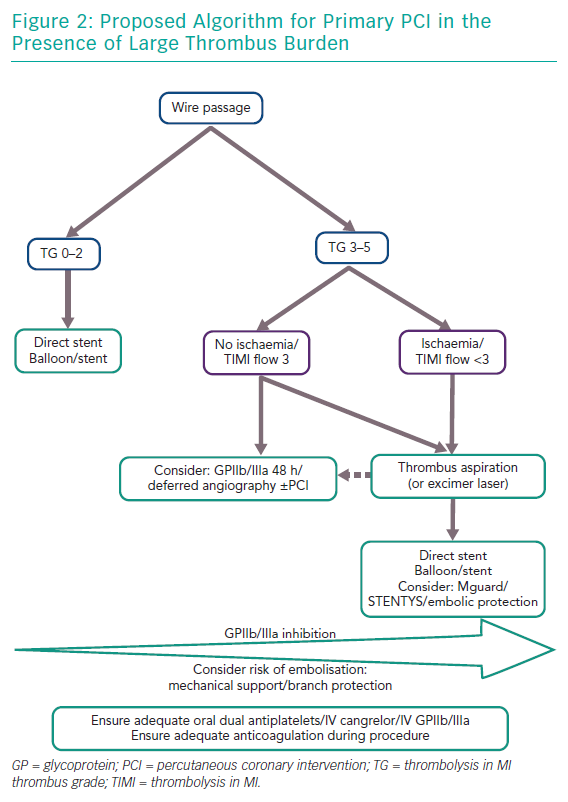 Figure 2: Proposed Algorithm for Primary PCI in the
Presence of Large Thrombus Burden
Wire passage
TG 0–2
TG 3–5
Direct stent
Balloon/stent
No ischaemia/
TIMI flow 3
Ischaemia/
TIMI flow <3
Consider: GPIIb/IIIa 48 h/
deferred angiography ±PCI
Thrombus aspiration
(or excimer laser)
Direct stent
Balloon/stent
Consider: Mguard/
STENTYS/embolic protection
GPIIb/IIIa inhibition
Consider risk of embolisation:
mechanical support/branch protection
Ensure adequate oral dual antiplatelets/IV cangrelor/IV GPIIb/IIIa
Ensure adequate anticoagulation during procedure
GP = glycoprotein; PCI = percutaneous coronary intervention; TG = thrombolysis in MI
thrombus grade; TIMI = thrombolysis in MI.